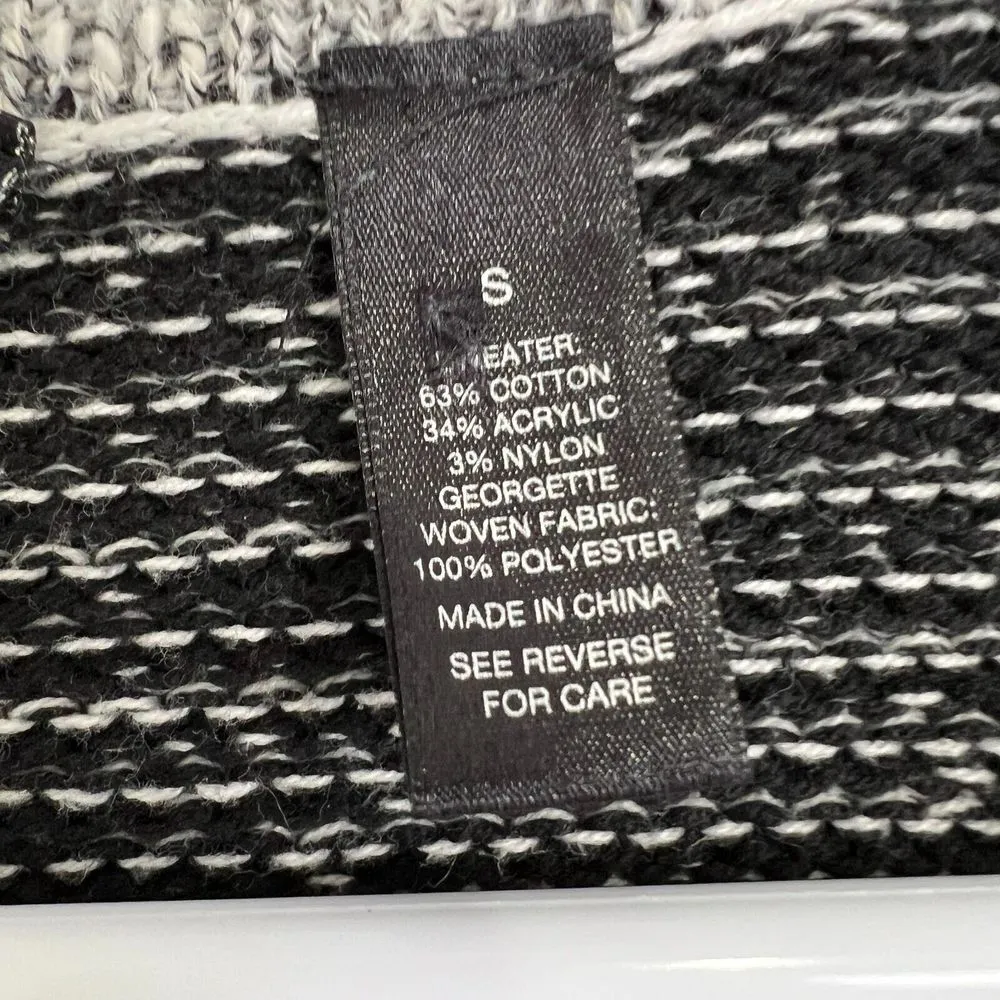 S
EATER:
63% COTTON
34% ACRYLIC
3% NYLON
GEORGETTE
WOVEN FABRIC:
100% POLYESTER
MADE IN CHINA
SEE REVERSE
FOR CARE